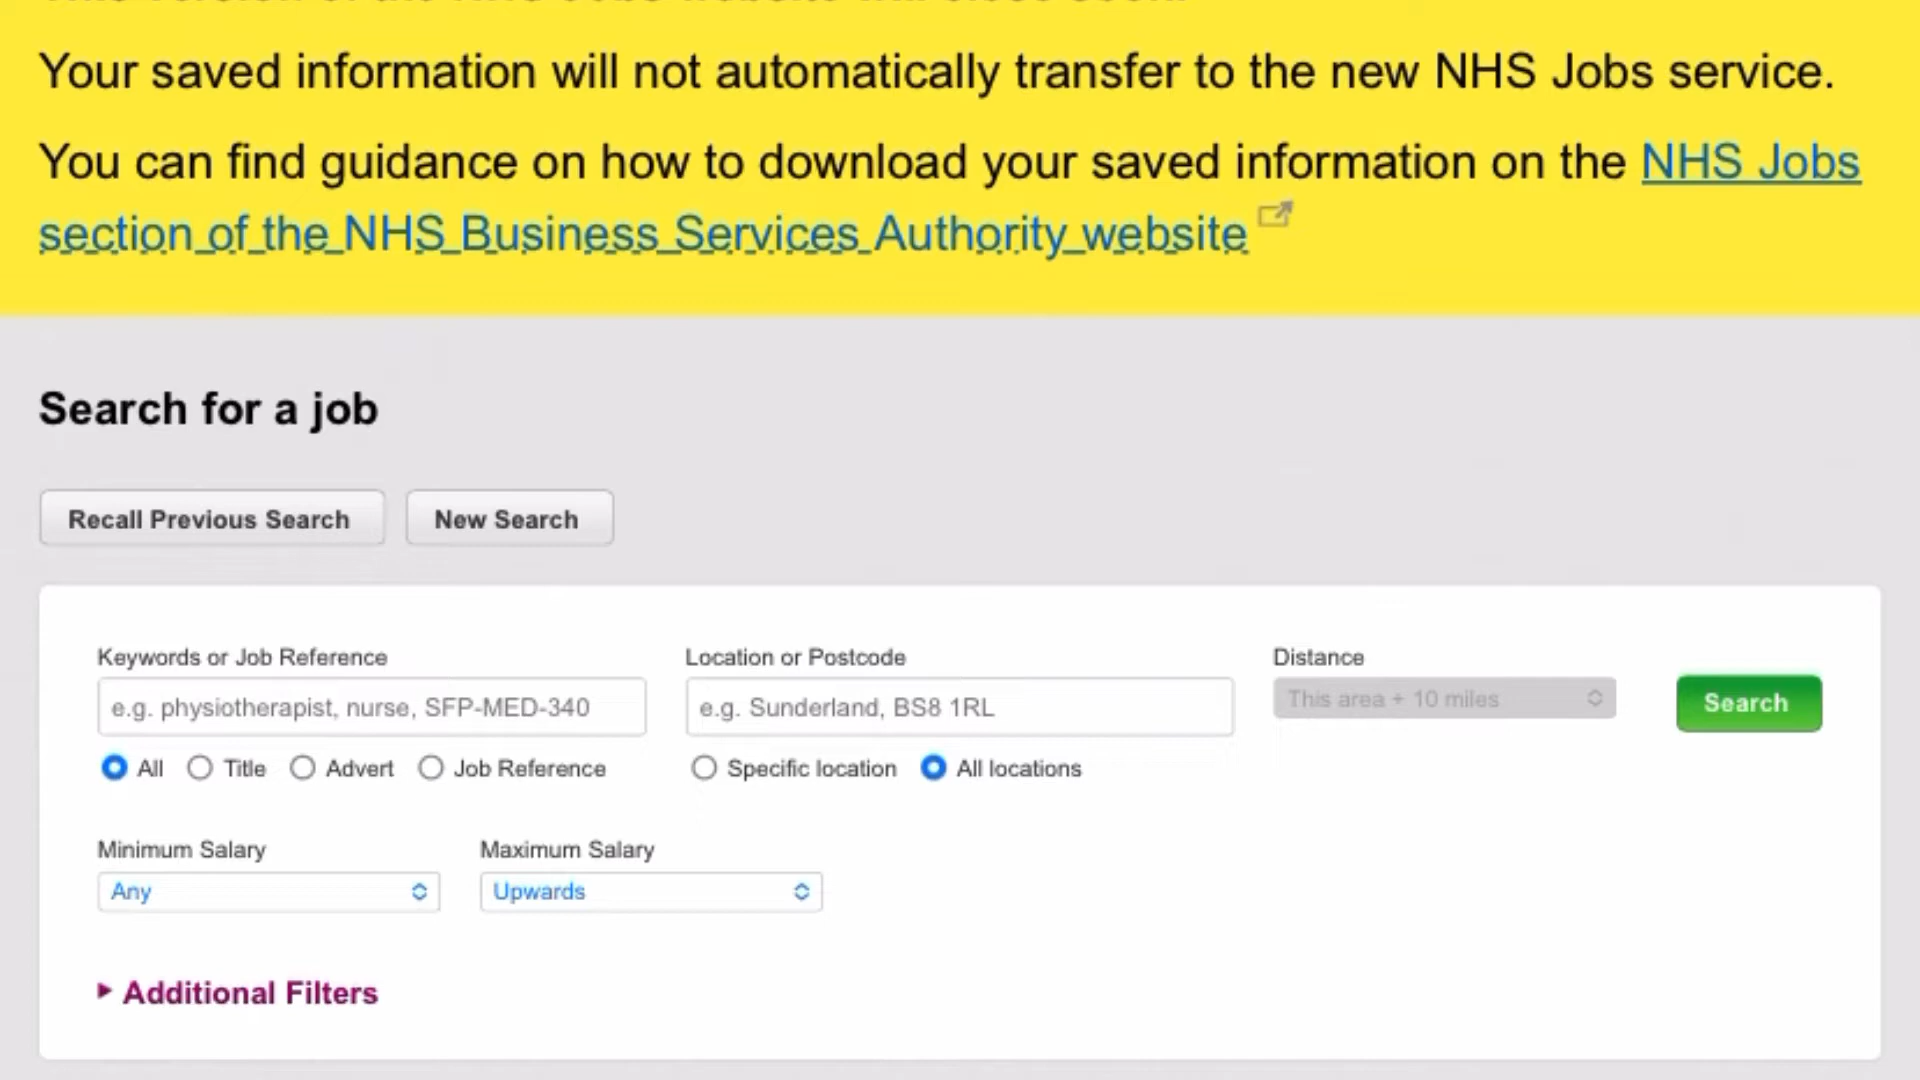 Your saved information will not automatically transfer to the new NHS Jobs service.
You can find guidance on how to download your saved information on the NHS Jobs
section of the NHS Business Services Authority website
Search for a job
Recall Previous Search New Search
Keywords or Job Reference Location or Postcode Distance
e.g. physiotherapist, nurse, SFP-MED-340 e.g. Sunderland, BS8 1RL This area + 10 miles Search
All Title Advert Job Reference Specific location All locations
Minimum Salary Maximum Salary
Any Upwards
Additional Filters